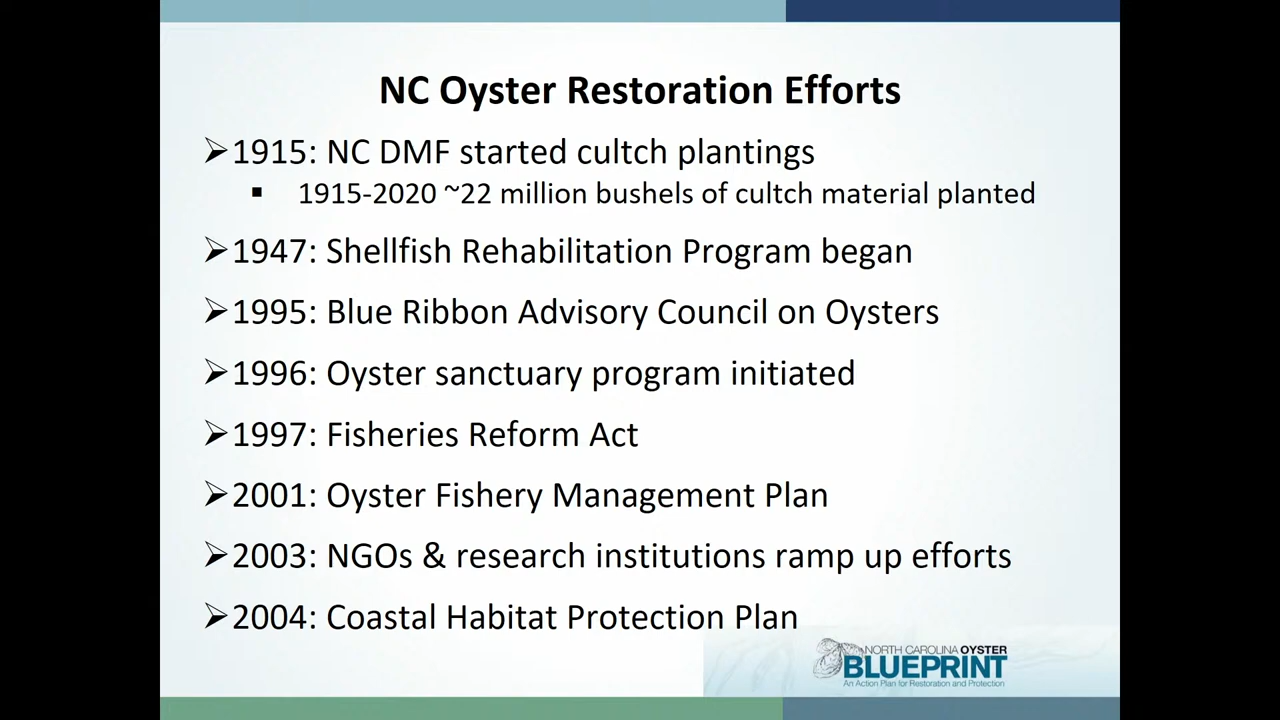 NC Oyster Restoration Efforts
➢1915: NC DMF started cultch plantings
▪ 1915-2020 ~22 million bushels of cultch material planted
➢1947: Shellfish Rehabilitation Program began
➢1995: Blue Ribbon Advisory Council on Oysters
➢1996: Oyster sanctuary program initiated
➢1997: Fisheries Reform Act
➢2001: Oyster Fishery Management Plan
➢2003: NGOs & research institutions ramp up efforts
➢2004: Coastal Habitat Protection Plan
NORTH CAROLINA OYSTER
BLUEPRINT
An Action Plan for Restoration and Protection